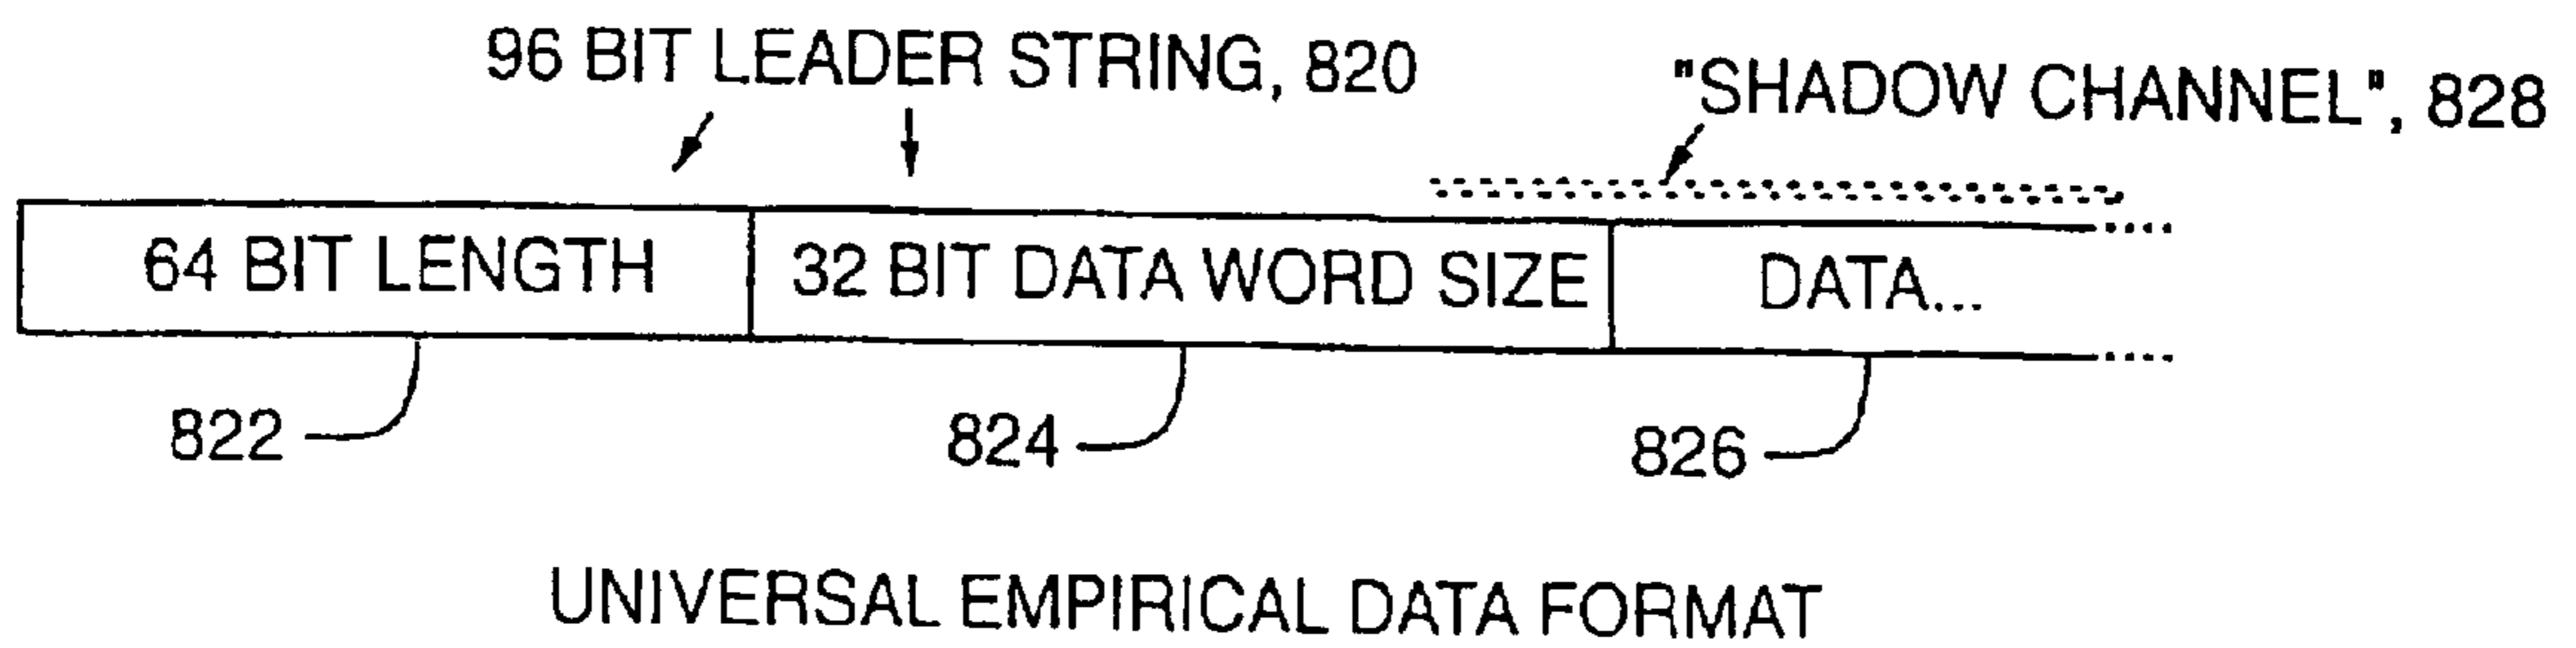 96 BIT LEADER STRING, 820
"SHADOW CHANNEL", 828
64 BIT LENGTH
32 BIT DATA WORD SIZE
DATA...
822
824
826
UNIVERSAL EMPIRICAL DATA FORMAT